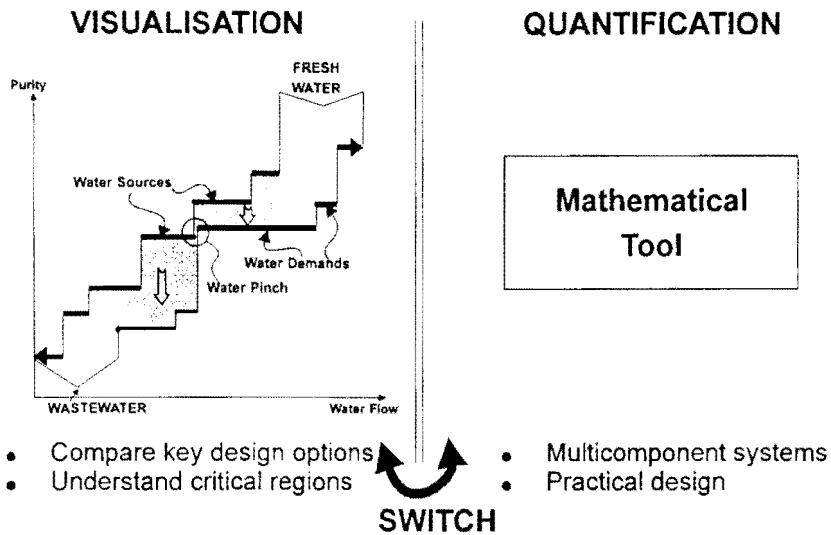 VISUALISATION
Purity
FRESH
WATER
Water Sources
Water Demands
Water Pinch
WASTEWATER
Water Flow
• Compare key design options
• Understand critical regions
QUANTIFICATION
Mathematical
Tool
• Multicomponent systems
• Practical design
SWITCH